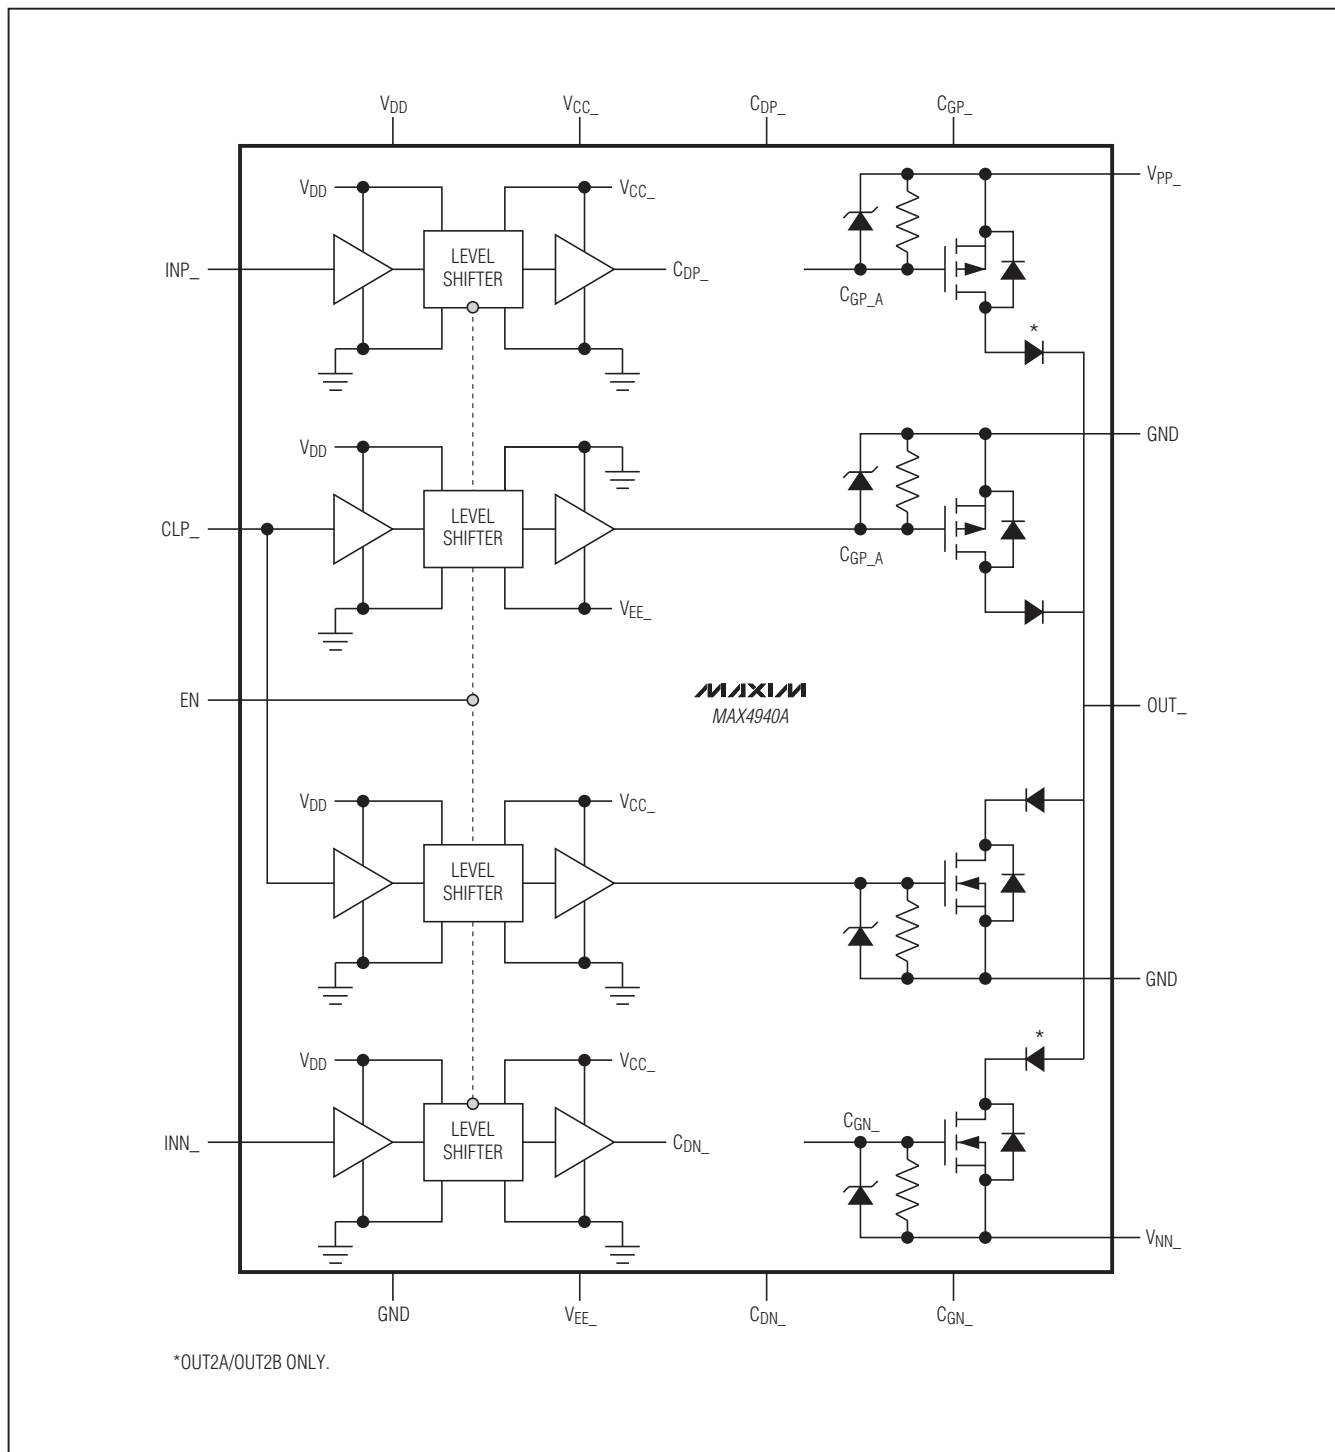 VDD VCC_ CDP_ CGP_
VDD VCC_ VPP_
INP_ LEVEL SHIFTER CDP_ CGP_A
*
VDD GND
CLP_ LEVEL SHIFTER CGP_A
VEE_
EN MAXIM OUT_
MAX4940A
VDD VCC_
LEVEL SHIFTER
GND
*
VDD VCC_
CGN_
INN_ LEVEL SHIFTER CDN_
VNN_
GND VEE_ CDN_ CGN_
*OUT2A/OUT2B ONLY.